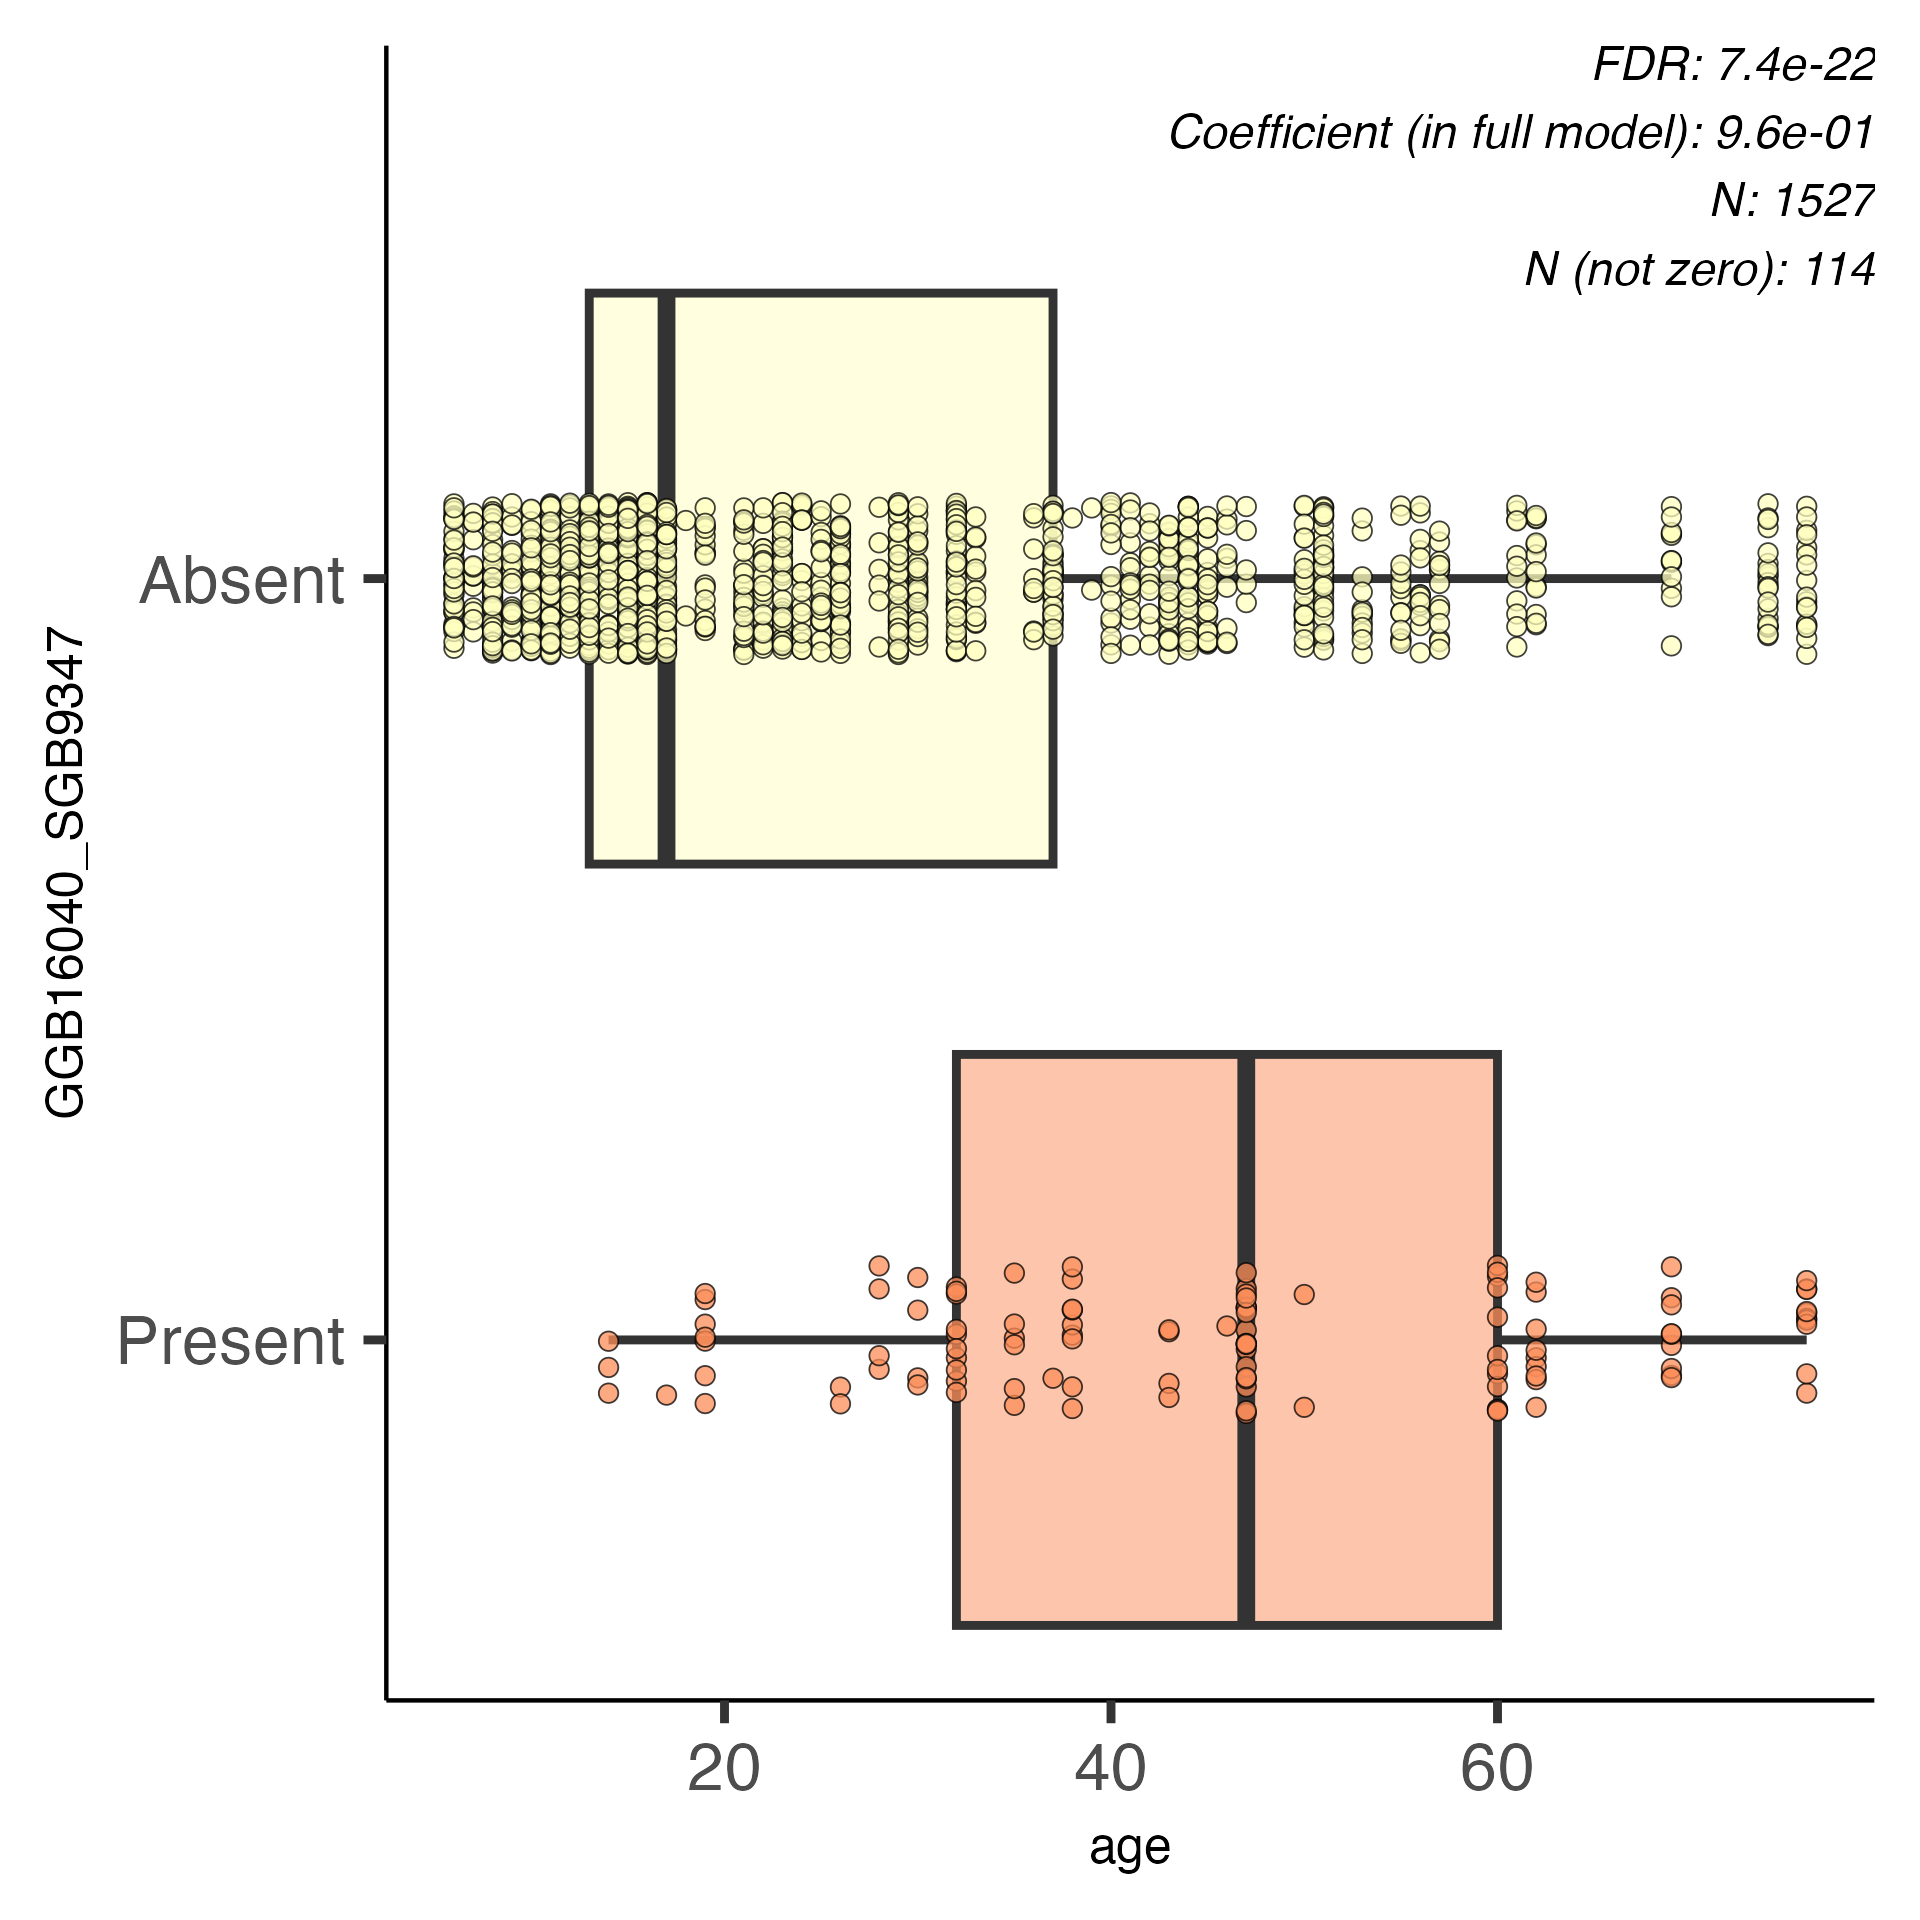 FDR: 7.4e-22
Coefficient (in full model): 9.6e-01
N: 1527
N (not zero): 114
GGB16040_SGB9347
Absent
Present
20 40 60
age